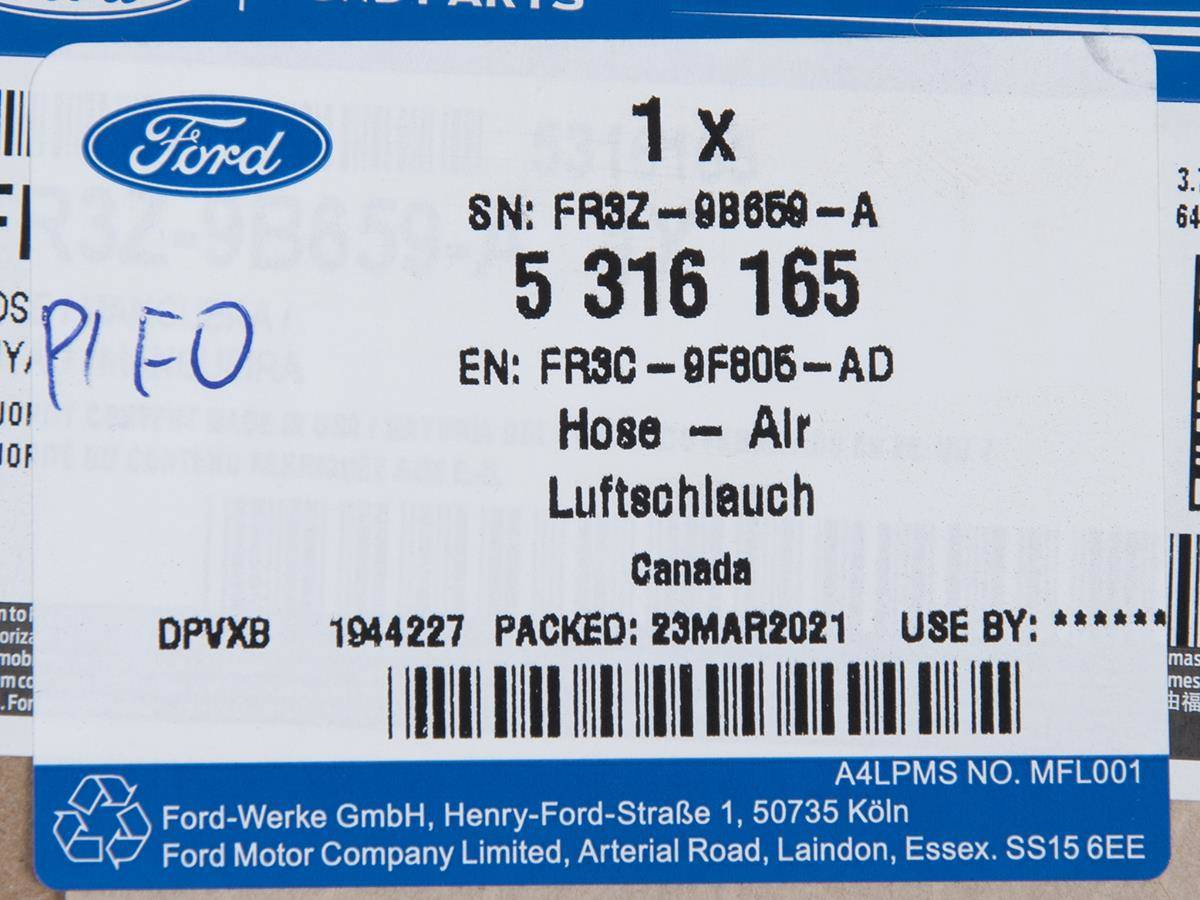 PARTS
Ford
1 x
SN: FR3Z-9B659-A
5 316 165
EN: FR3C-9F805-AD
PIFO
Hose - Air
Luftschlauch
Canada
DPVXB 1944227 PACKED: 23MAR2021 USE BY: ******
A4LPMS NO. MFL001
Ford-Werke GmbH, Henry-Ford-Straße 1, 50735 Köln
Ford Motor Company Limited, Arterial Road, Laindon, Essex. SS15 6EE